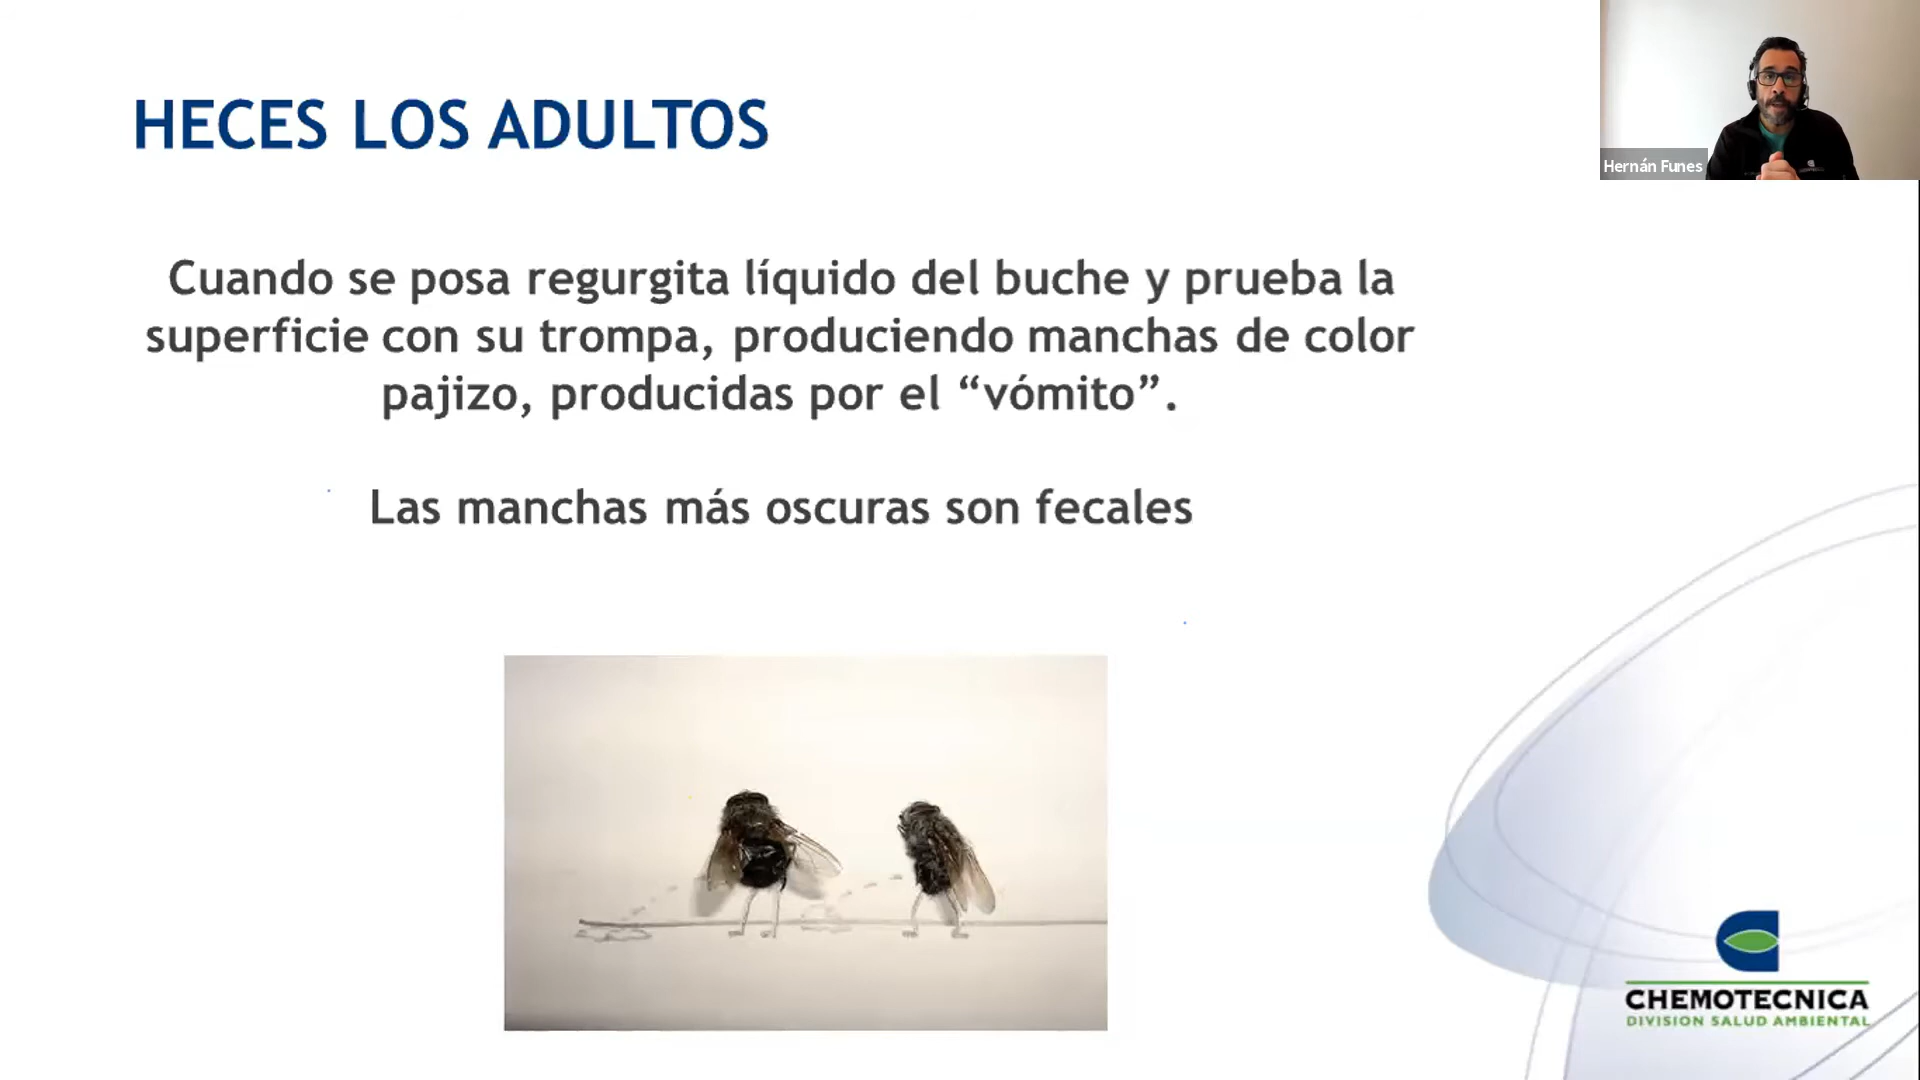 HECES LOS ADULTOS
Hernán Funes
Cuando se posa regurgita líquido del buche y prueba la
superficie con su trompa, produciendo manchas de color
pajizo, producidas por el “vómito”.
Las manchas más oscuras son fecales
CHEMOTECNICA
DIVISION SALUD AMBIENTAL